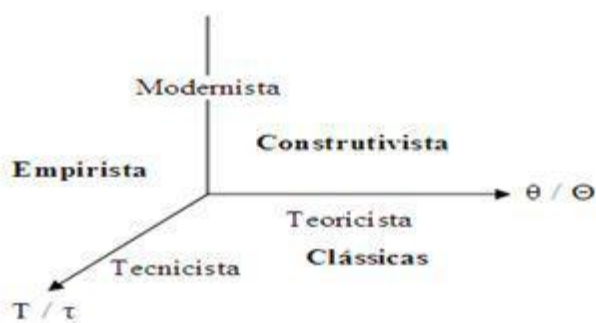 Modernista
Construtivista
Empirista
θ / Θ
Teoricista
Tecnicista
Clássicas
T / τ